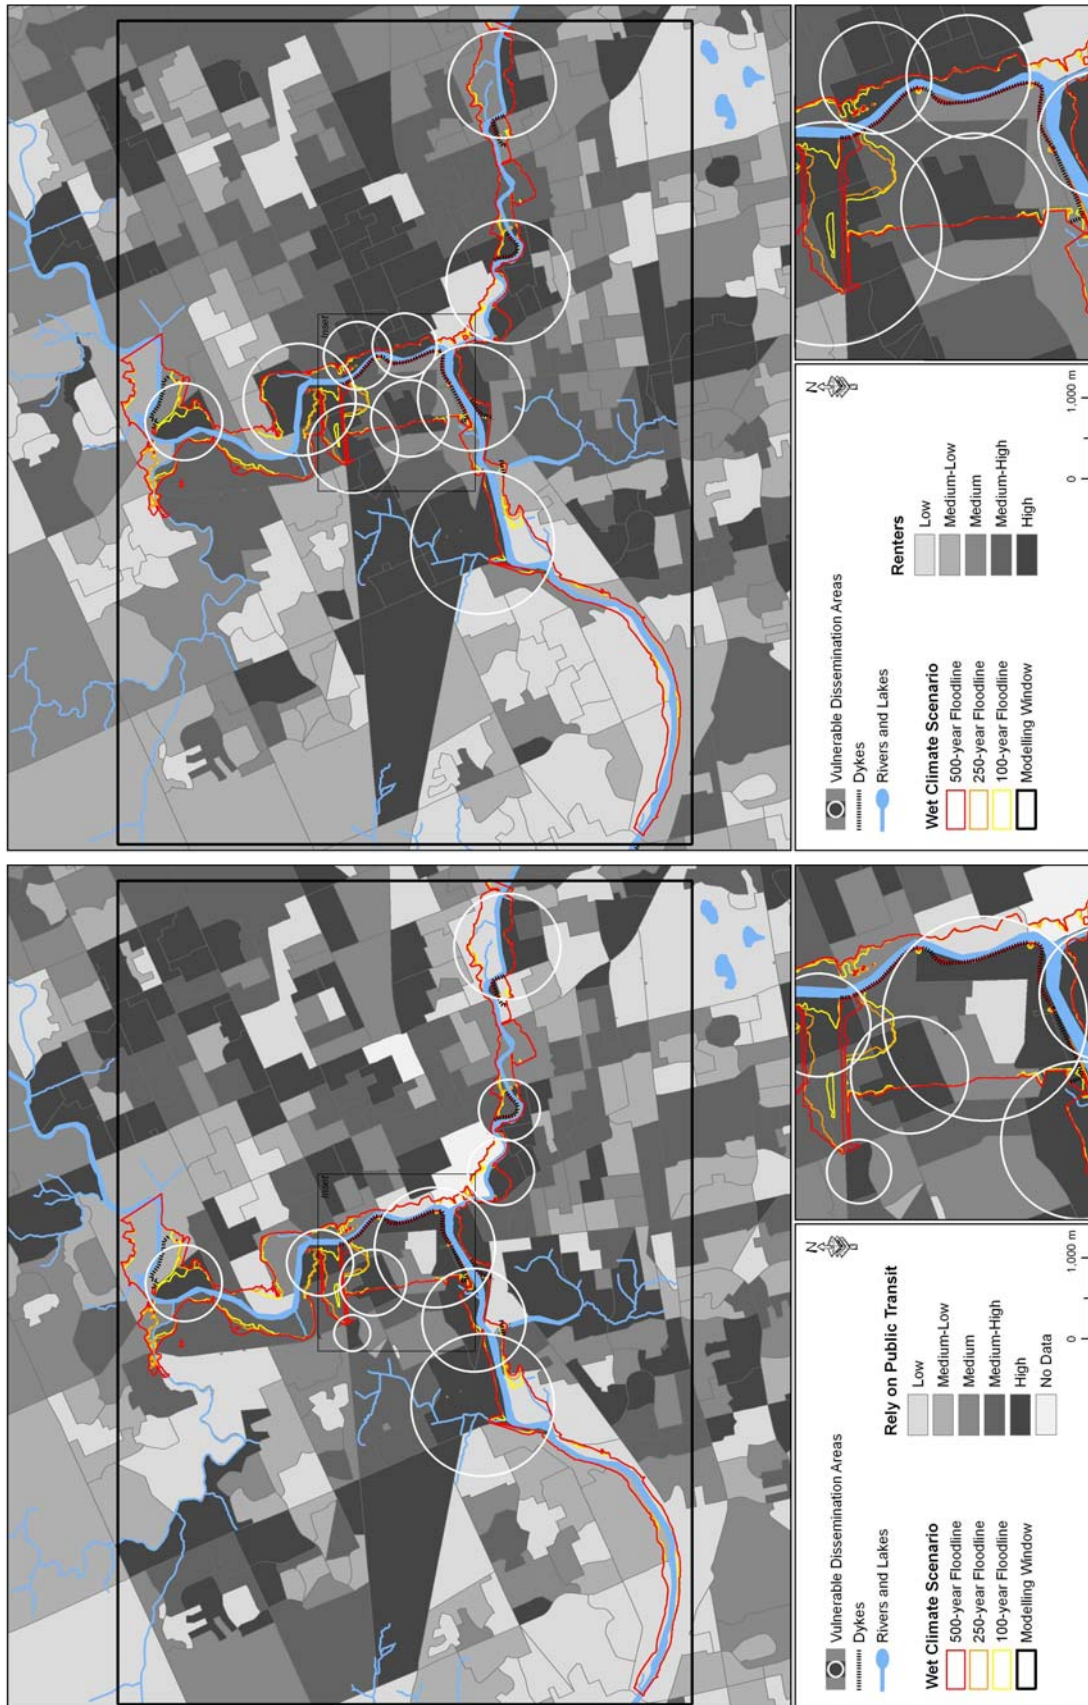 Inset
Vulnerable Dissemination Areas
Dykes
Rivers and Lakes
Wet Climate Scenario
500-year Floodline
250-year Floodline
100-year Floodline
Modelling Window
Rely on Public Transit
Low
Medium-Low
Medium
Medium-High
High
No Data
N
0 1,000 m
Inset
Vulnerable Dissemination Areas
Dykes
Rivers and Lakes
Wet Climate Scenario
500-year Floodline
250-year Floodline
100-year Floodline
Modelling Window
Renters
Low
Medium-Low
Medium
Medium-High
High
N
0 1,000 m